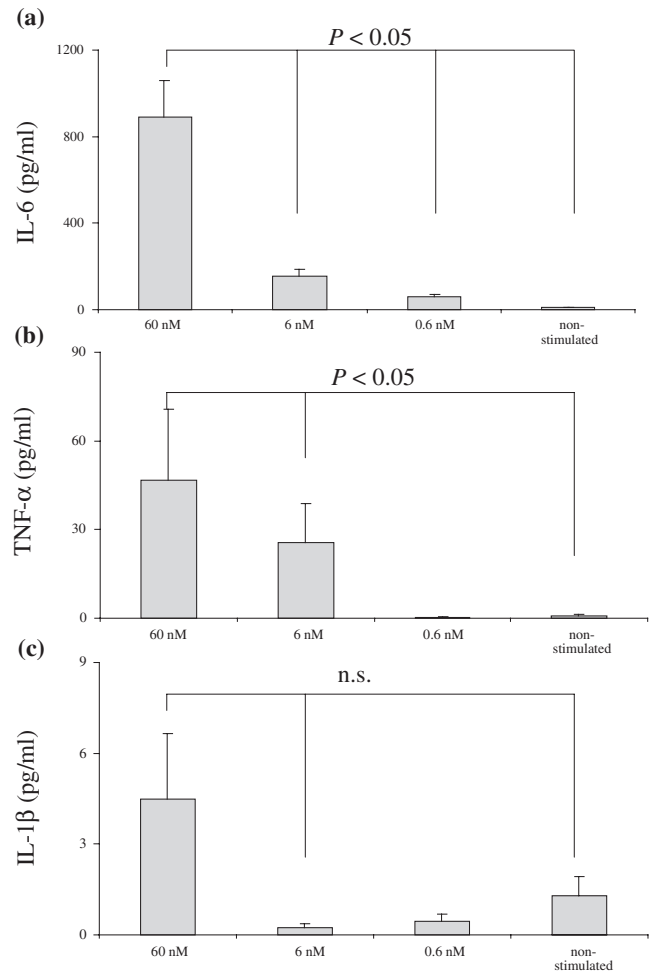 (a)
P < 0.05
1200
800
400
0
IL-6 (pg/ml)
60 nM
6 nM
0.6 nM
non-
stimulated
(b)
P < 0.05
90
60
30
0
TNF-α (pg/ml)
60 nM
6 nM
0.6 nM
non-
stimulated
(c)
n.s.
9
6
3
0
IL-1β (pg/ml)
60 nM
6 nM
0.6 nM
non-
stimulated